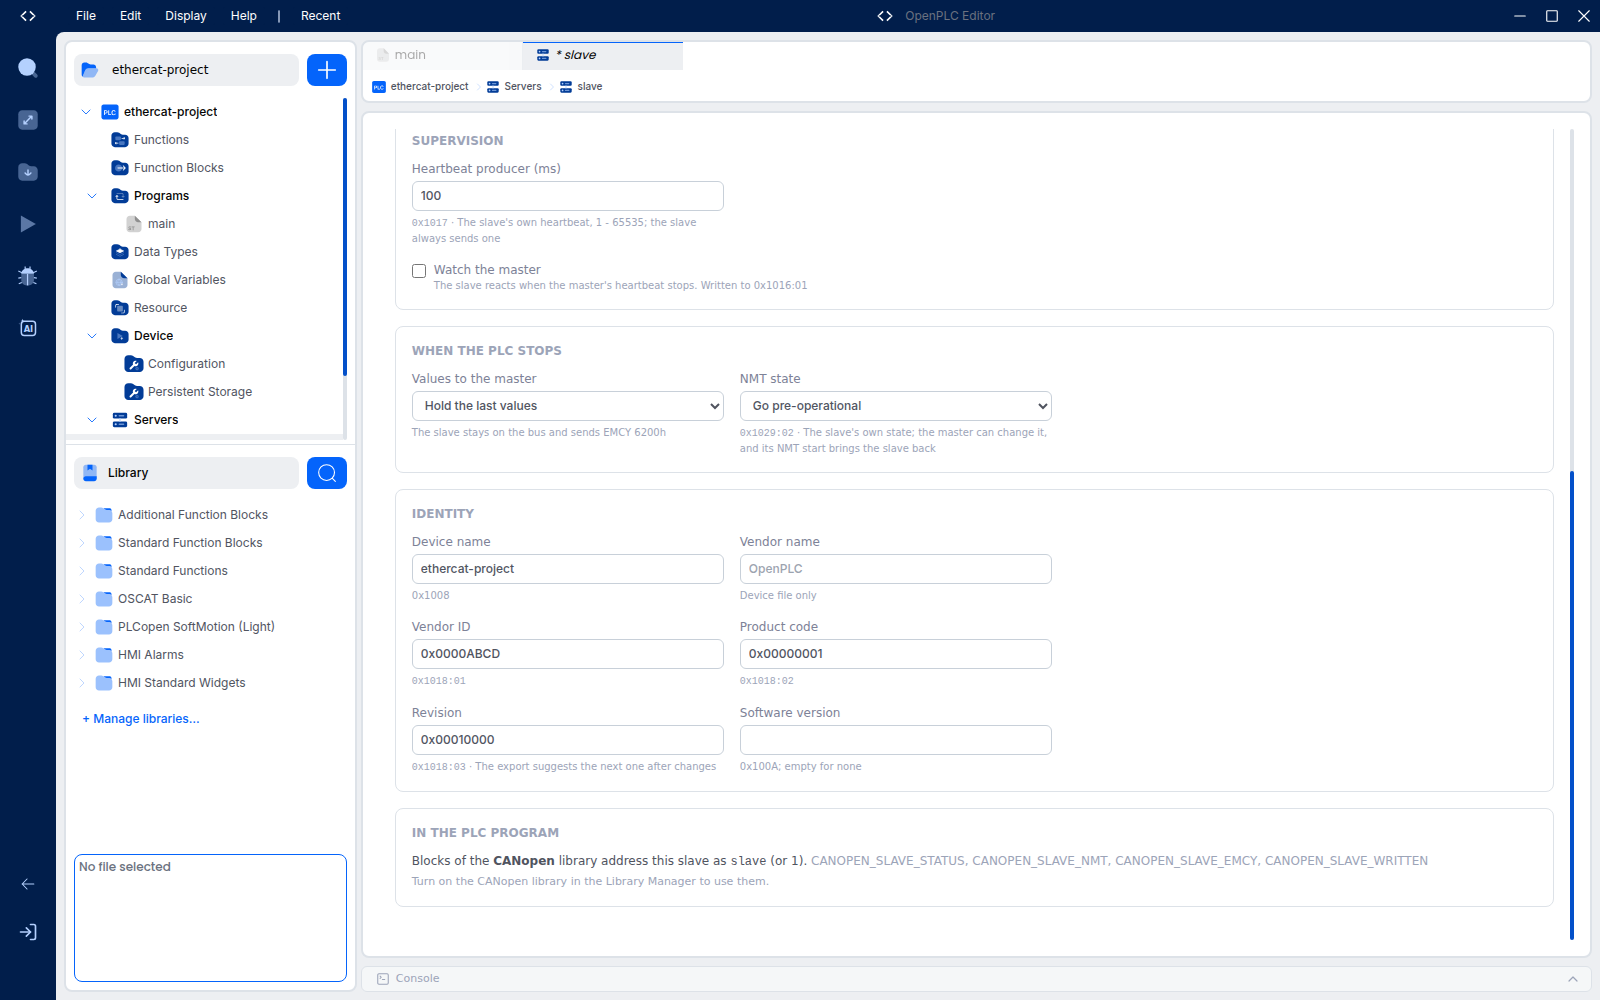 File Edit Display Help | Recent
OpenPLC Editor
ethercat-project
PLC ethercat-project
Functions
Function Blocks
Programs
main
Data Types
Global Variables
Resource
Device
Configuration
Persistent Storage
Servers
Library
Additional Function Blocks
Standard Function Blocks
Standard Functions
OSCAT Basic
PLCopen SoftMotion (Light)
HMI Alarms
HMI Standard Widgets
+ Manage libraries...
No file selected
AI
main
* slave
PLC ethercat-project Servers slave
SUPERVISION
Heartbeat producer (ms)
100
0x1017 · The slave's own heartbeat, 1 - 65535; the slave
always sends one
Watch the master
The slave reacts when the master's heartbeat stops. Written to 0x1016:01
WHEN THE PLC STOPS
Values to the master NMT state
Hold the last values Go pre-operational
The slave stays on the bus and sends EMCY 6200h
0x1029:02 · The slave's own state; the master can change it,
and its NMT start brings the slave back
IDENTITY
Device name Vendor name
ethercat-project OpenPLC
0x1008 Device file only
Vendor ID Product code
0x0000ABCD 0x00000001
0x1018:01 0x1018:02
Revision Software version
0x00010000
0x1018:03 · The export suggests the next one after changes 0x100A; empty for none
IN THE PLC PROGRAM
Blocks of the CANopen library address this slave as slave (or 1). CANOPEN_SLAVE_STATUS, CANOPEN_SLAVE_NMT, CANOPEN_SLAVE_EMCY, CANOPEN_SLAVE_WRITTEN
Turn on the CANopen library in the Library Manager to use them.
Console